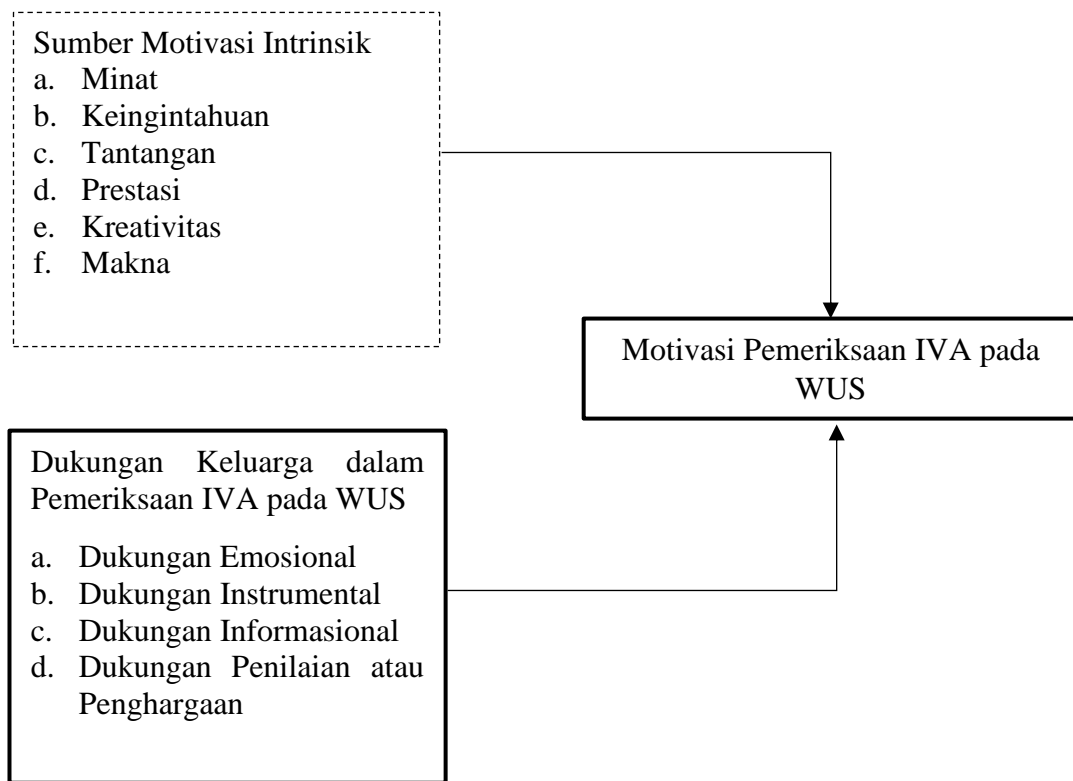 Sumber Motivasi Intrinsik
a. Minat
b. Keingintahuan
c. Tantangan
d. Prestasi
e. Kreativitas
f. Makna
Motivasi Pemeriksaan IVA pada
WUS
Dukungan Keluarga dalam
Pemeriksaan IVA pada WUS
a. Dukungan Emosional
b. Dukungan Instrumental
c. Dukungan Informasional
d. Dukungan Penilaian atau
Penghargaan